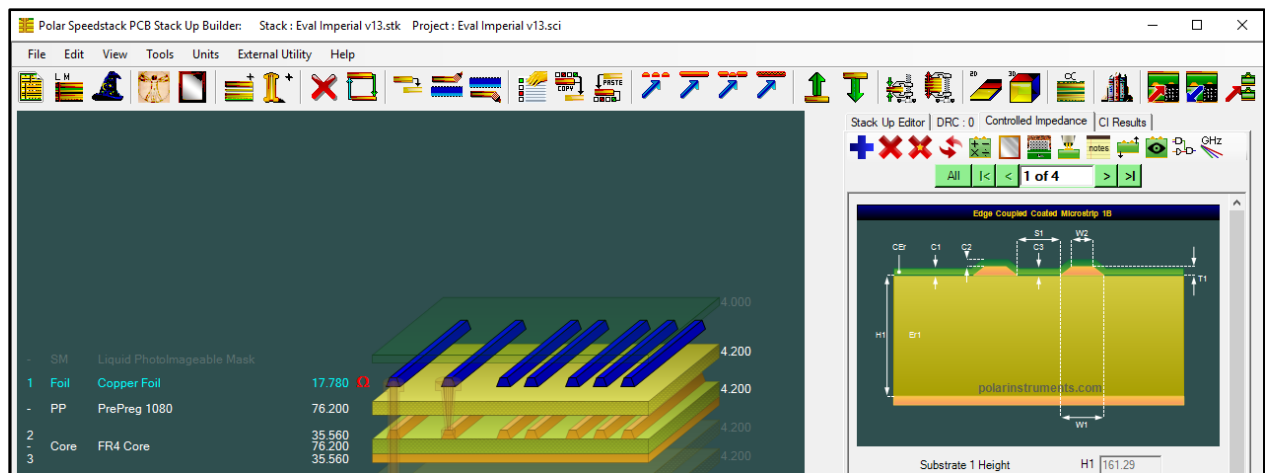 Polar Speedstack PCB Stack Up Builder: Stack : Eval Imperial v13.stk Project : Eval Imperial v13.sci
File Edit View Tools Units External Utility Help
L M
COPY
PASTE
2D
3D
Stack Up Editor DRC : 0 Controlled Impedance CI Results
notes
GHz
All |< < 1 of 4 > >|
Edge Coupled Coated Microstrip 1B
S1 W2
CEr C1 C2 C3
T1
H1 Er1
polarinstruments.com
W1
Substrate 1 Height H1 161.29
4.000
- SM Liquid PhotoImageable Mask 4.200
1 Foil Copper Foil 17.780 Ω 4.200
- PP PrePreg 1080 76.200
2 35.560 4.200
- Core FR4 Core 76.200
3 35.560 4.200